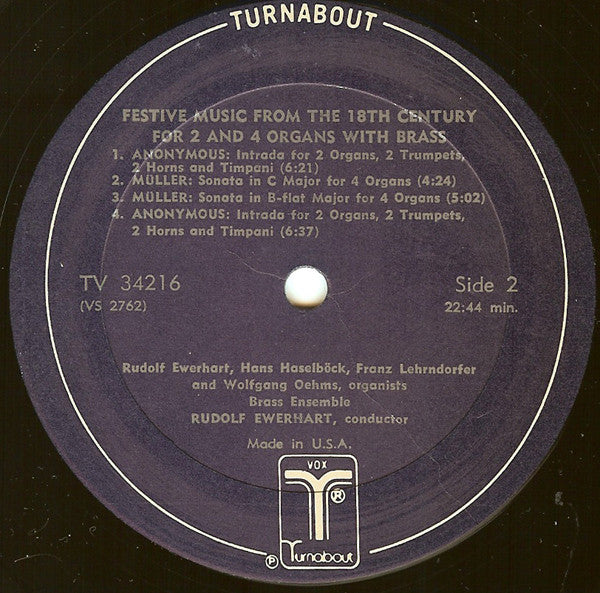 TURNABOUT
FESTIVE MUSIC FROM THE 18TH CENTURY
FOR 2 AND 4 ORGANS WITH BRASS
1. ANONYMOUS: Intrada for 2 Organs, 2 Trumpets,
2 Horns and Timpani (6:21)
2. MÜLLER: Sonata in C Major for 4 Organs (4:24)
3. MÜLLER: Sonata in B-flat Major for 4 Organs (5:02)
4. ANONYMOUS: Intrada for 2 Organs, 2 Trumpets,
2 Horns and Timpani (6:37)
TV 34216 Side 2
(VS 2762) 22:44 min.
Rudolf Ewerhart, Hans Haselböck, Franz Lehrndorfer
and Wolfgang Oehms, organists
Brass Ensemble
RUDOLF EWERHART, conductor
Made in U.S.A.
VOX
T ®
℗ Turnabout